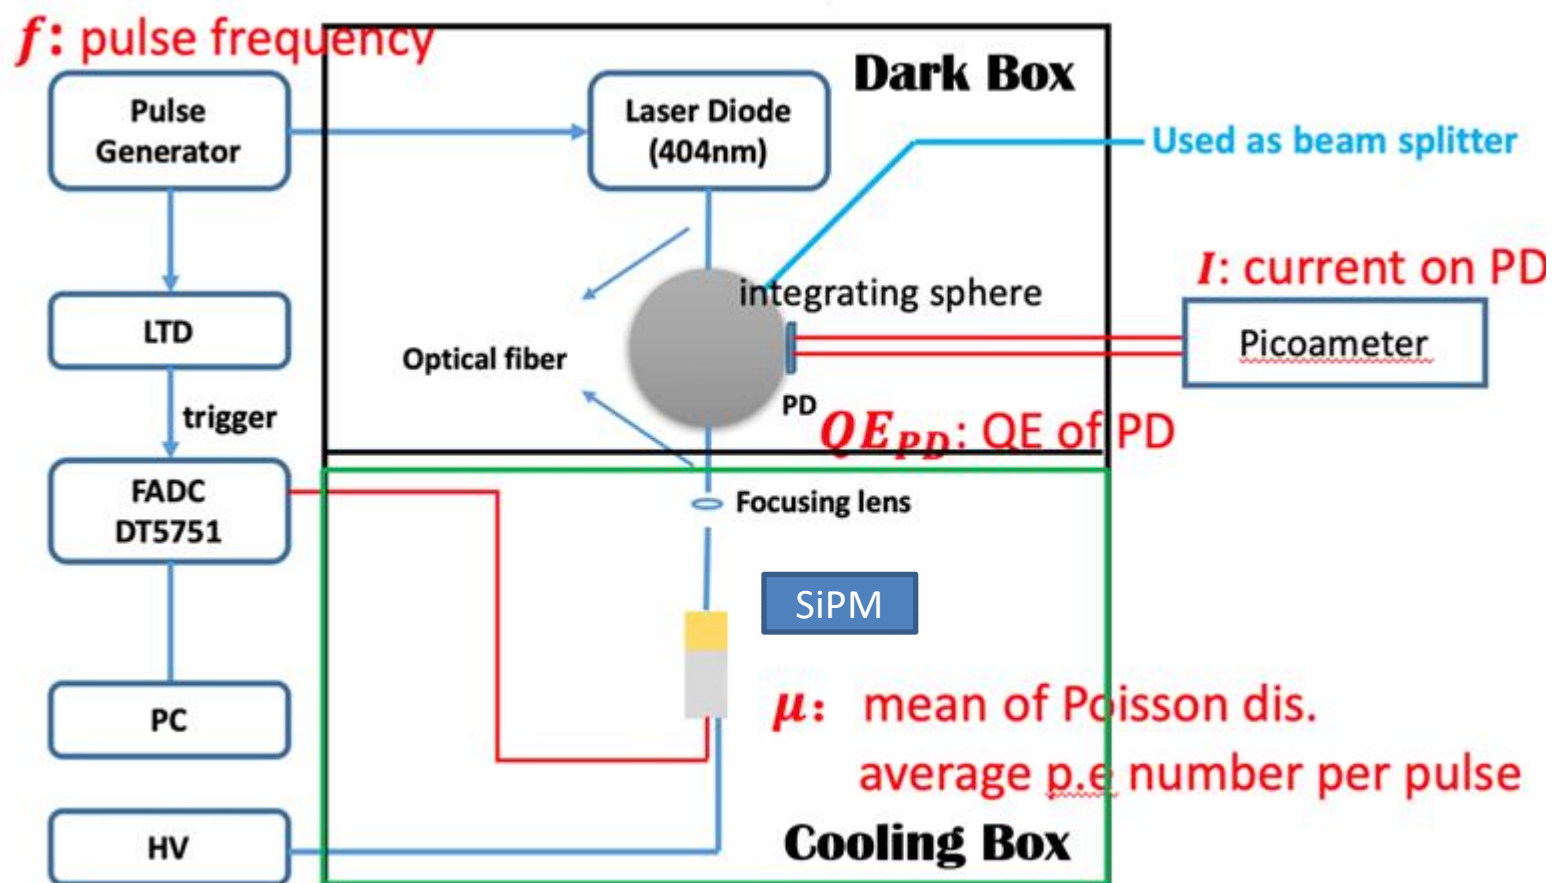 f: pulse frequency
Dark Box
Pulse
Generator
Laser Diode
(404nm)
Used as beam splitter
I: current on PD
integrating sphere
LTD
Optical fiber
Picoameter
trigger
PD
QE_PD: QE of PD
FADC
DT5751
Focusing lens
SiPM
PC
μ: mean of Poisson dis.
average p.e number per pulse
HV
Cooling Box